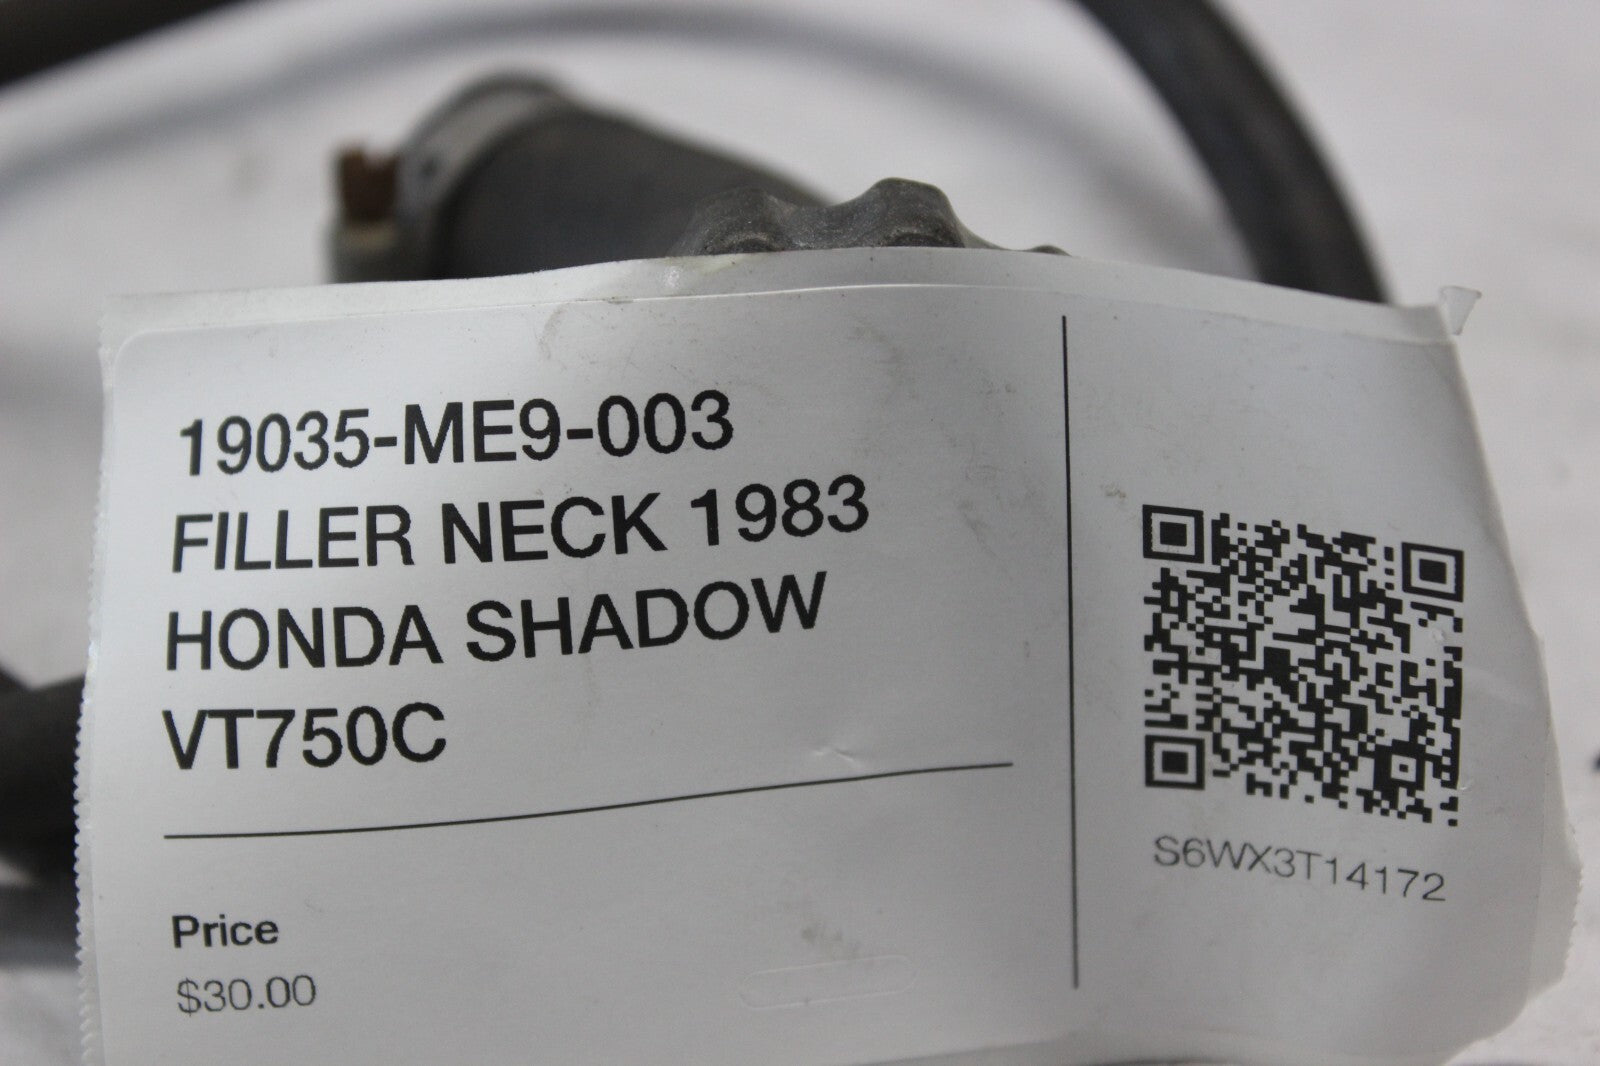 19035-ME9-003
FILLER NECK 1983
HONDA SHADOW
VT750C
Price
$30.00
S6WX3T14172